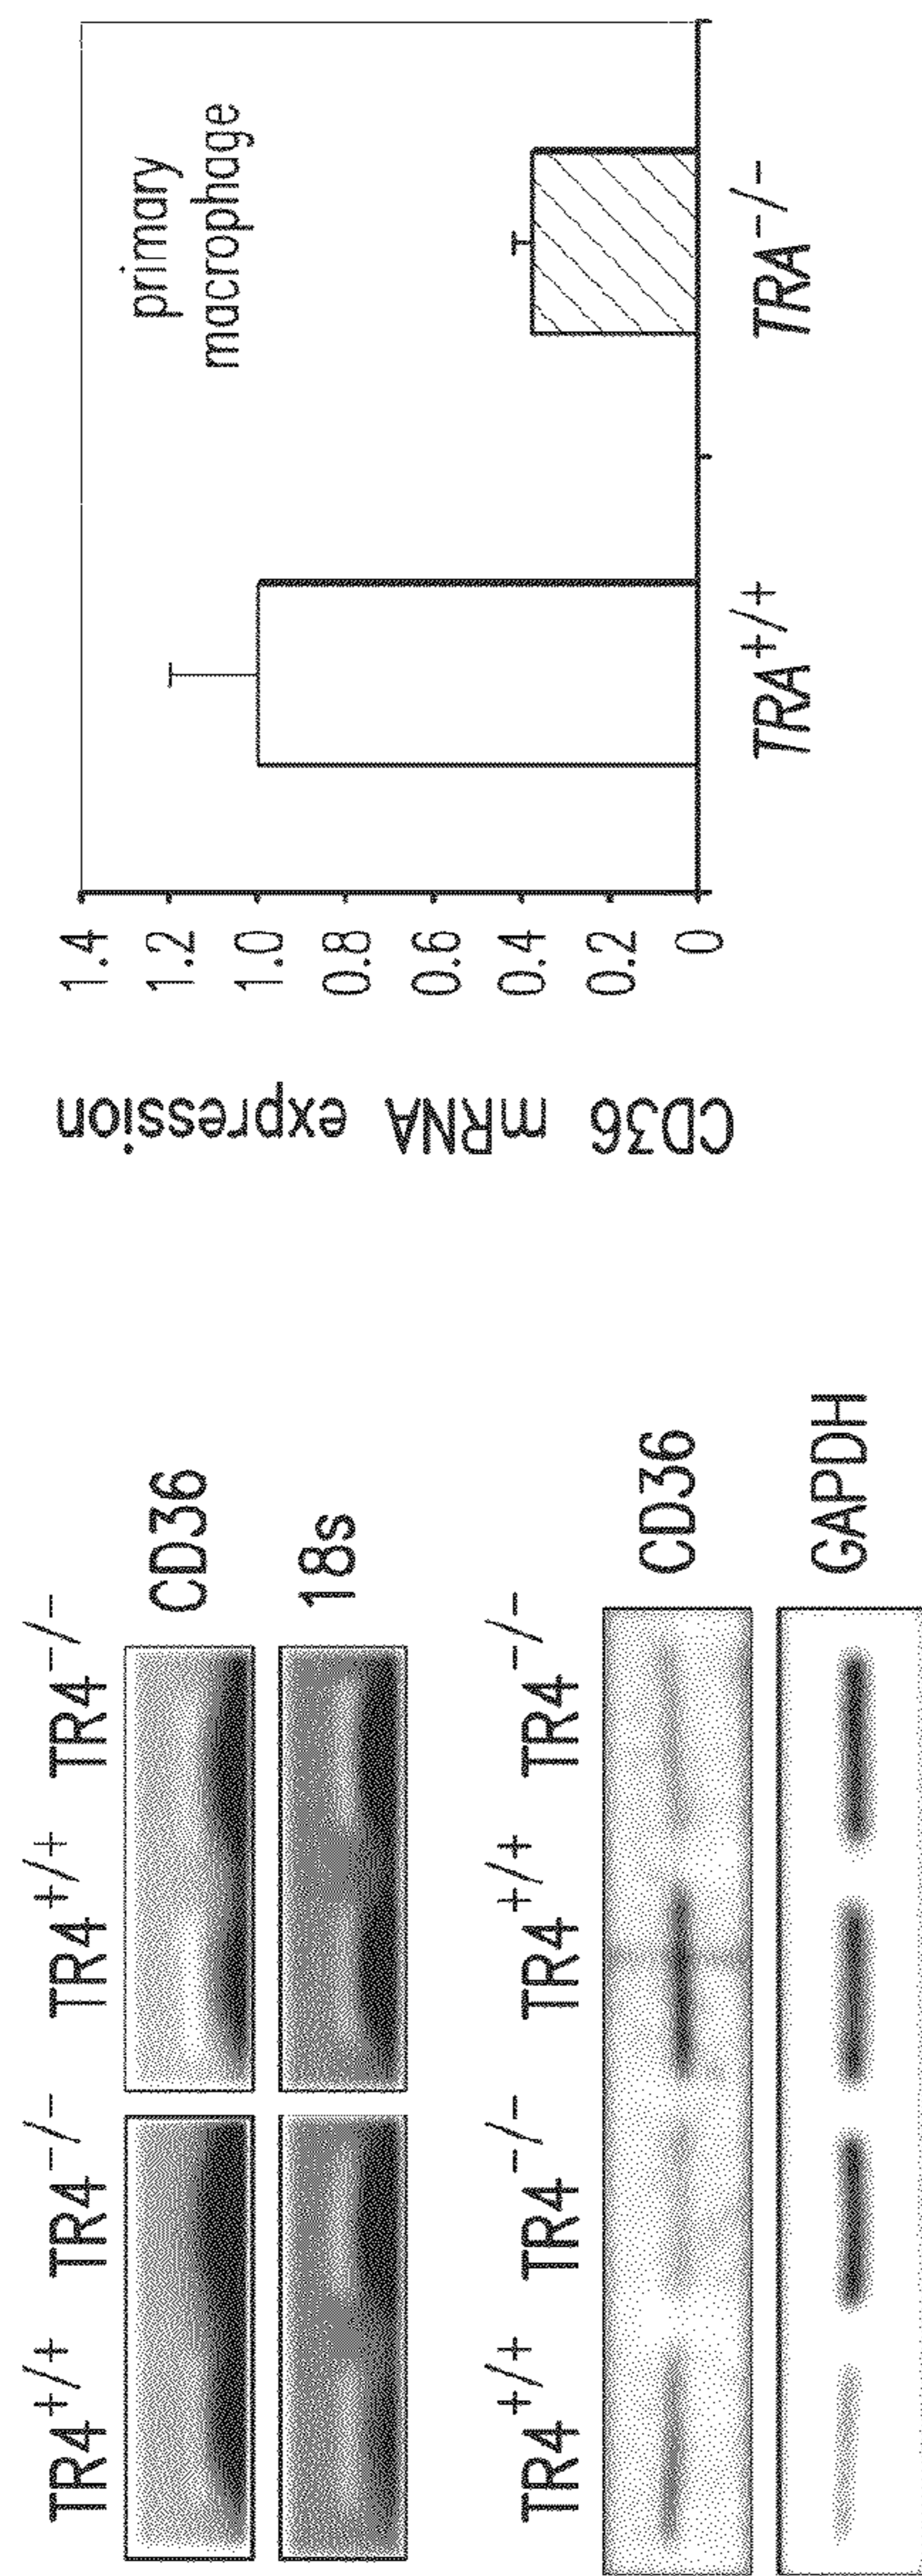 TR4+/+ TR4-/- TR4+/+ TR4-/-
CD36
18s
TR4+/+ TR4-/- TR4+/+ TR4-/-
CD36
GAPDH
CD36 mRNA expression
1.4
1.2
1.0
0.8
0.6
0.4
0.2
0
primary
macrophage
TRA+/+ TRA-/-